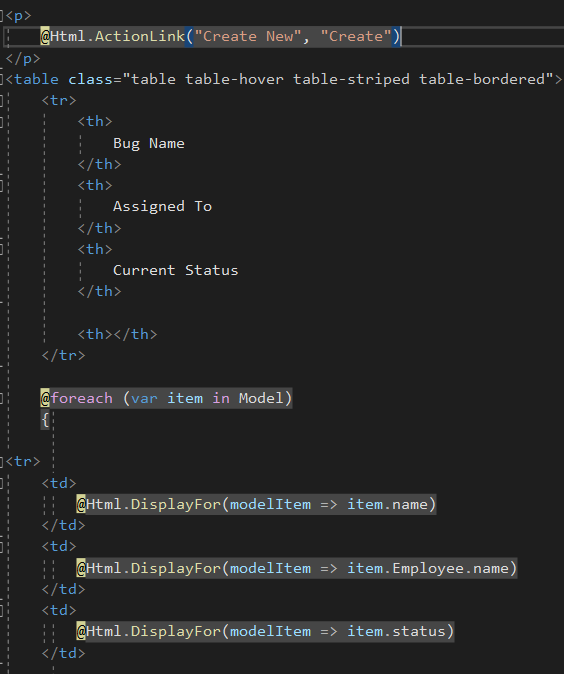 <p>
@Html.ActionLink("Create New", "Create")
</p>
<table class="table table-hover table-striped table-bordered">
<tr>
<th>
Bug Name
</th>
<th>
Assigned To
</th>
<th>
Current Status
</th>
<th></th>
</tr>
@foreach (var item in Model)
{
<tr>
<td>
@Html.DisplayFor(modelItem => item.name)
</td>
<td>
@Html.DisplayFor(modelItem => item.Employee.name)
</td>
<td>
@Html.DisplayFor(modelItem => item.status)
</td>